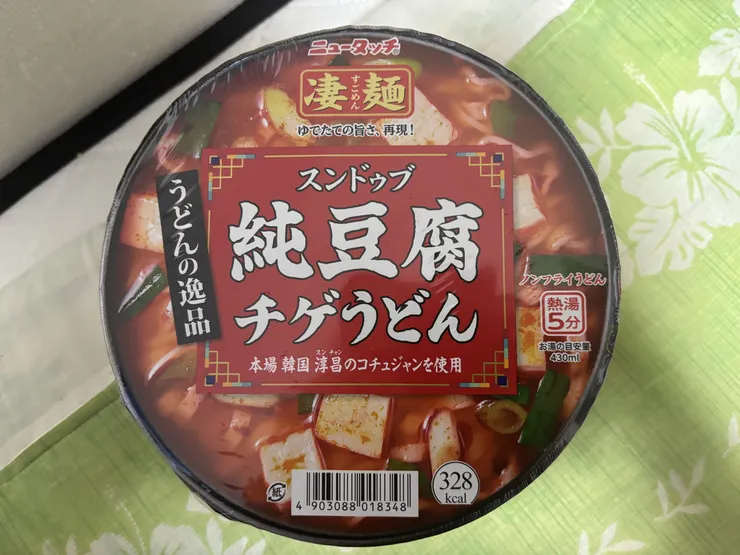 ニュータッチ®
すごめん
凄麺
ゆでたての旨さ、再現!
うどんの逸品
スンドゥブ
純豆腐
チゲうどん
スンチャン
本場 韓国 淳昌のコチュジャンを使用
ノンフライうどん
熱湯
5分
お湯の目安量
430ml
紙
4 903088 018348
328
kcal